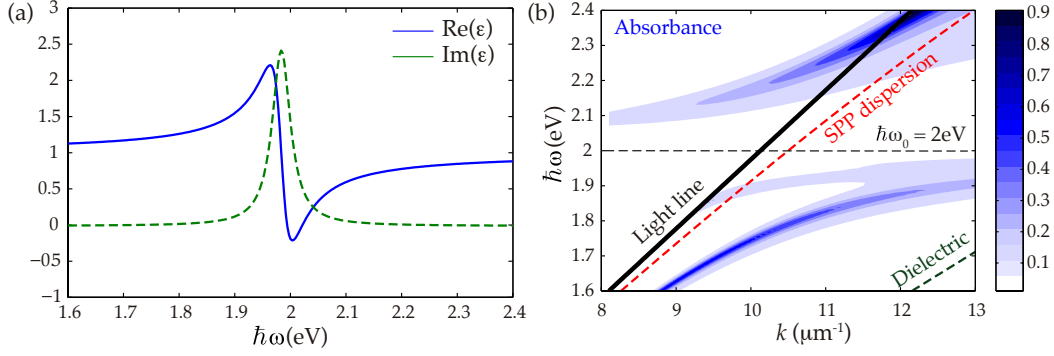 (a)
3
2.5
2
1.5
1
0.5
0
−0.5
−1
1.6 1.7 1.8 1.9 2 2.1 2.2 2.3 2.4
ħω(eV)
Re(ε)
Im(ε)
(b)
ħω(eV)
2.4
2.3
2.2
2.1
2
1.9
1.8
1.7
1.6
8 9 10 11 12 13
k (μm⁻¹)
Absorbance
SPP dispersion
ħω₀ = 2eV
Light line
Dielectric
0.9
0.8
0.7
0.6
0.5
0.4
0.3
0.2
0.1